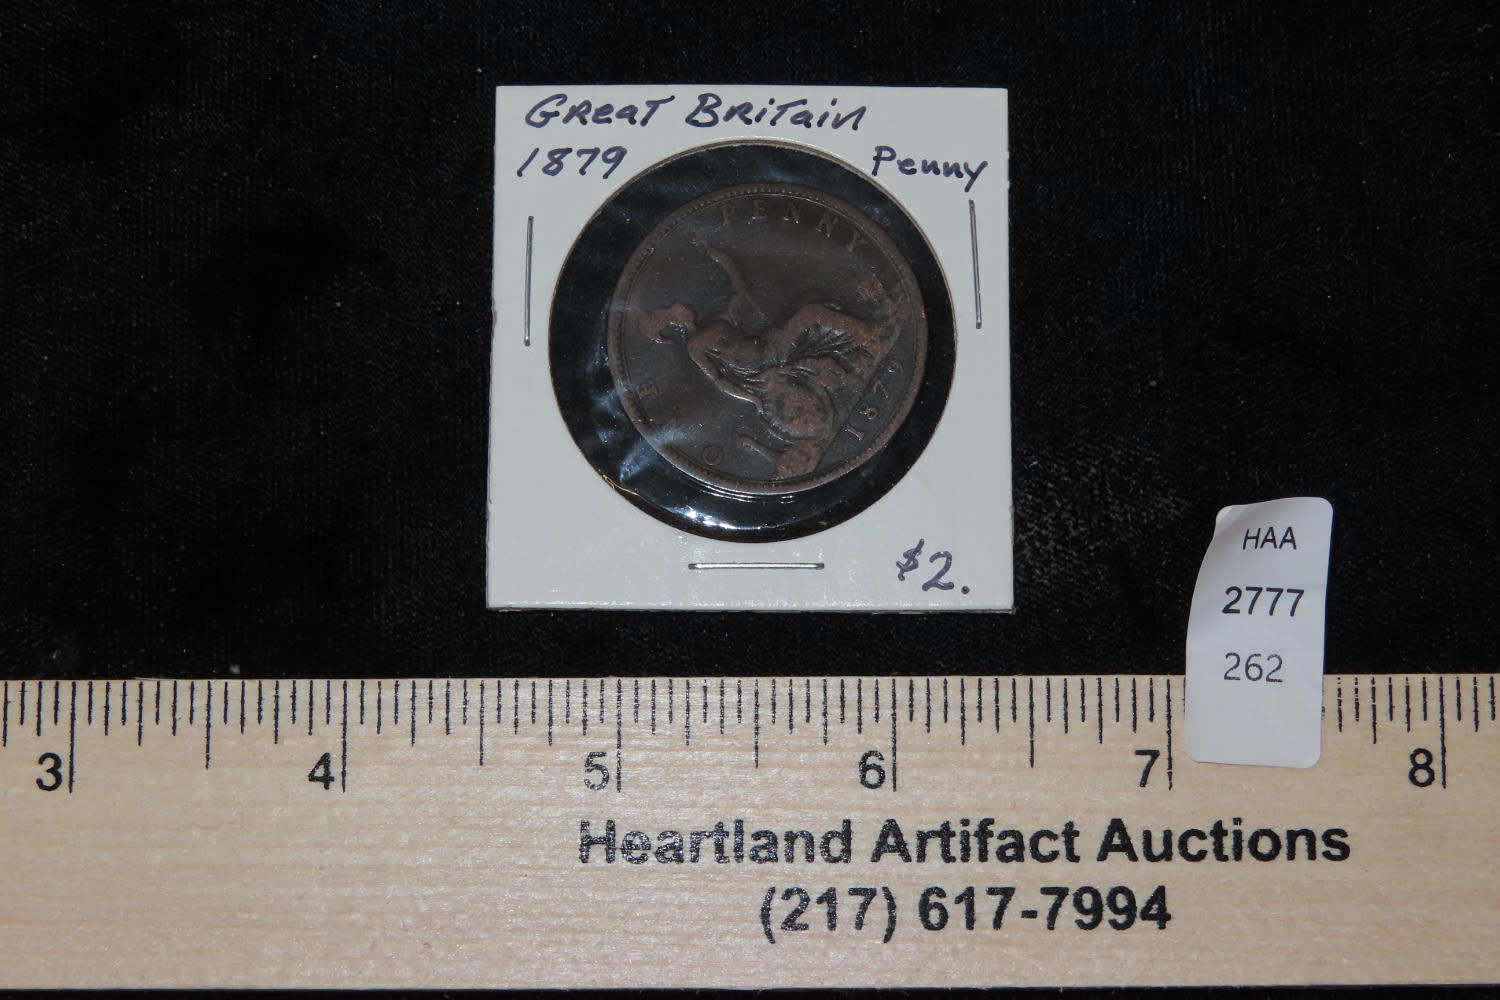 Great Britain
1879 Penny
PENNY
ONE
1879
$2.
HAA
2777
262
3 4 5 6 7 8
Heartland Artifact Auctions
(217) 617-7994